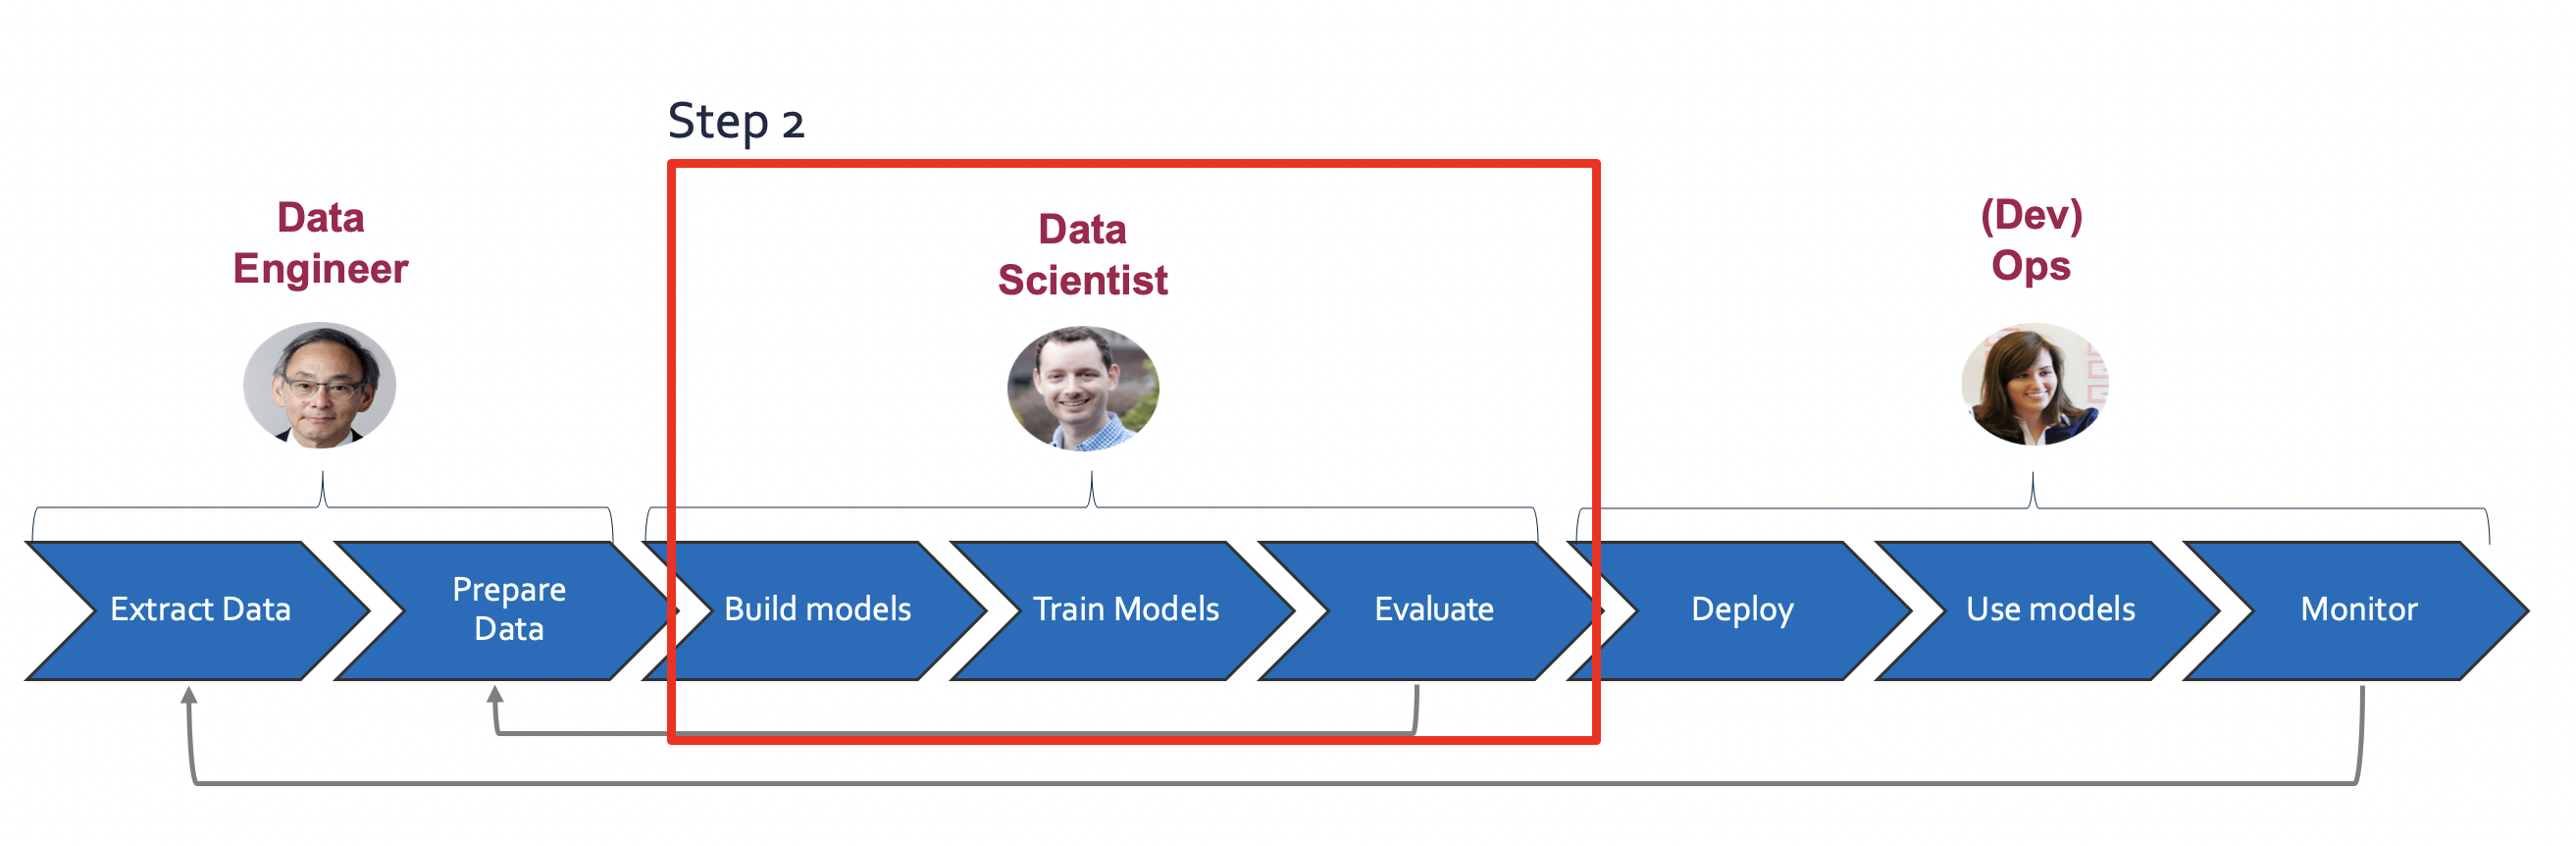 Step 2
Data
Engineer
Data
Scientist
(Dev)
Ops
Extract Data
Prepare
Data
Build models
Train Models
Evaluate
Deploy
Use models
Monitor